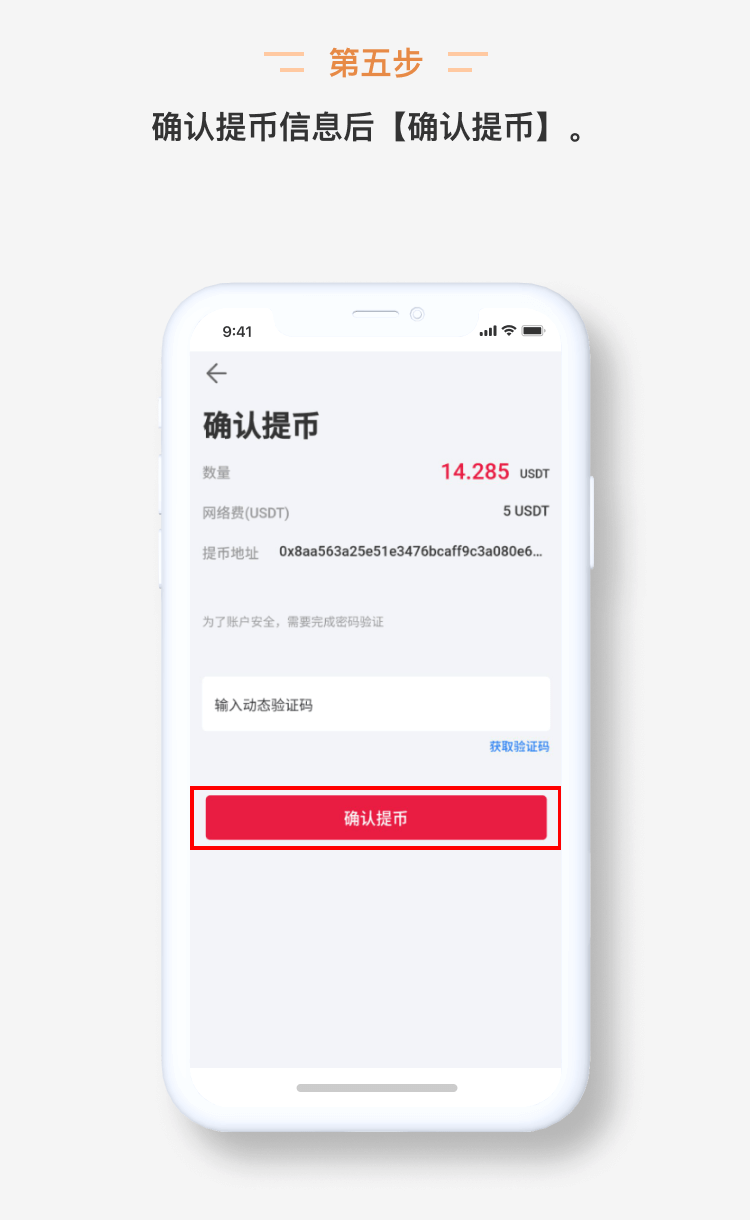 第五步
确认提币信息后【确认提币】。
9:41
确认提币
数量 14.285 USDT
网络费(USDT) 5 USDT
提币地址 0x8aa563a25e51e3476bcaff9c3a080e6...
为了账户安全，需要完成密码验证
输入动态验证码
获取验证码
确认提币